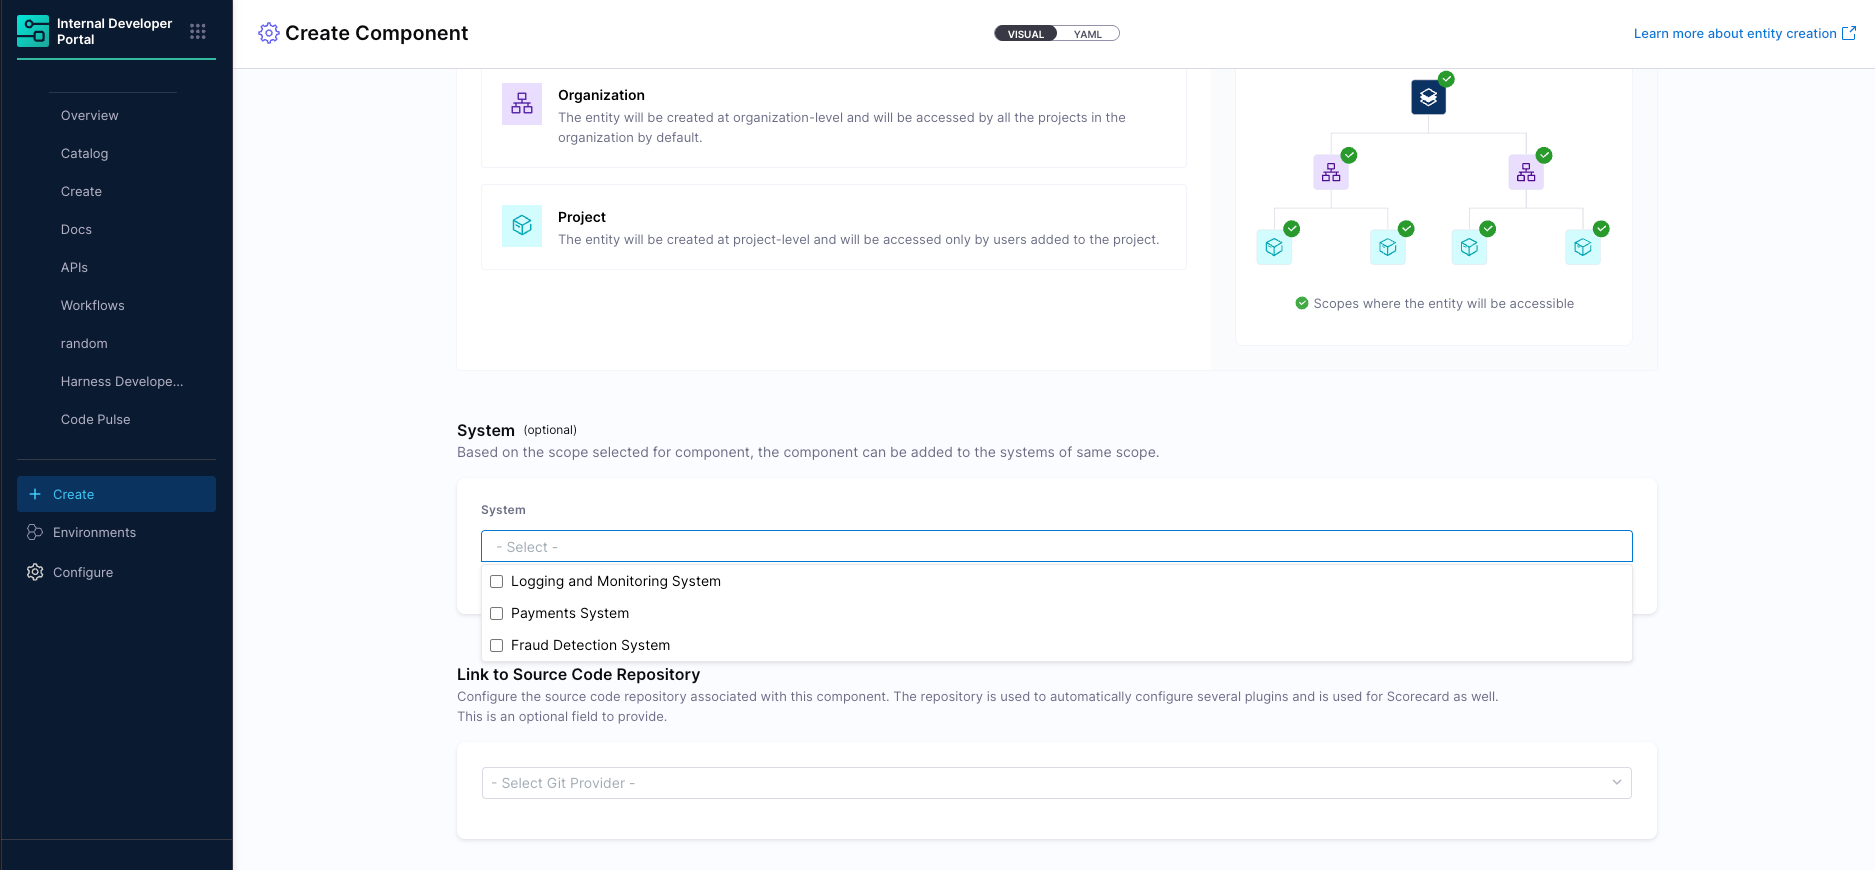 Internal Developer
Portal
Overview
Catalog
Create
Docs
APIs
Workflows
random
Harness Develope...
Code Pulse
Create
Environments
Configure
Create Component
VISUAL
YAML
Learn more about entity creation
Organization
The entity will be created at organization-level and will be accessed by all the projects in the
organization by default.
Project
The entity will be created at project-level and will be accessed only by users added to the project.
Scopes where the entity will be accessible
System (optional)
Based on the scope selected for component, the component can be added to the systems of same scope.
System
- Select -
Logging and Monitoring System
Payments System
Fraud Detection System
Link to Source Code Repository
Configure the source code repository associated with this component. The repository is used to automatically configure several plugins and is used for Scorecard as well.
This is an optional field to provide.
- Select Git Provider -